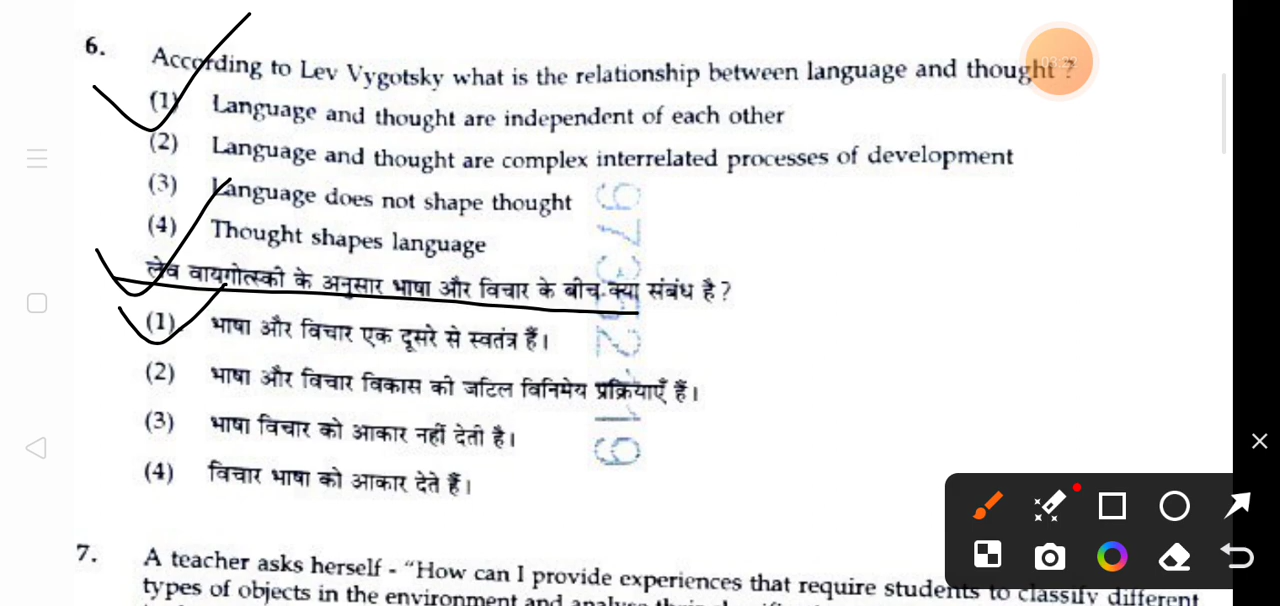 6. According to Lev Vygotsky what is the relationship between language and thought ?
(1) Language and thought are independent of each other
(2) Language and thought are complex interrelated processes of development
(3) Language does not shape thought
(4) Thought shapes language
लेव वायगोत्स्की के अनुसार भाषा और विचार के बीच क्या संबंध है ?
(1) भाषा और विचार एक दूसरे से स्वतंत्र हैं।
(2) भाषा और विचार विकास की जटिल विनिमेय प्रक्रियाएँ हैं।
(3) भाषा विचार को आकार नहीं देती है।
(4) विचार भाषा को आकार देते हैं।
7. A teacher asks herself - “How can I provide experiences that require students to classify different
types of objects in the environment and analyse